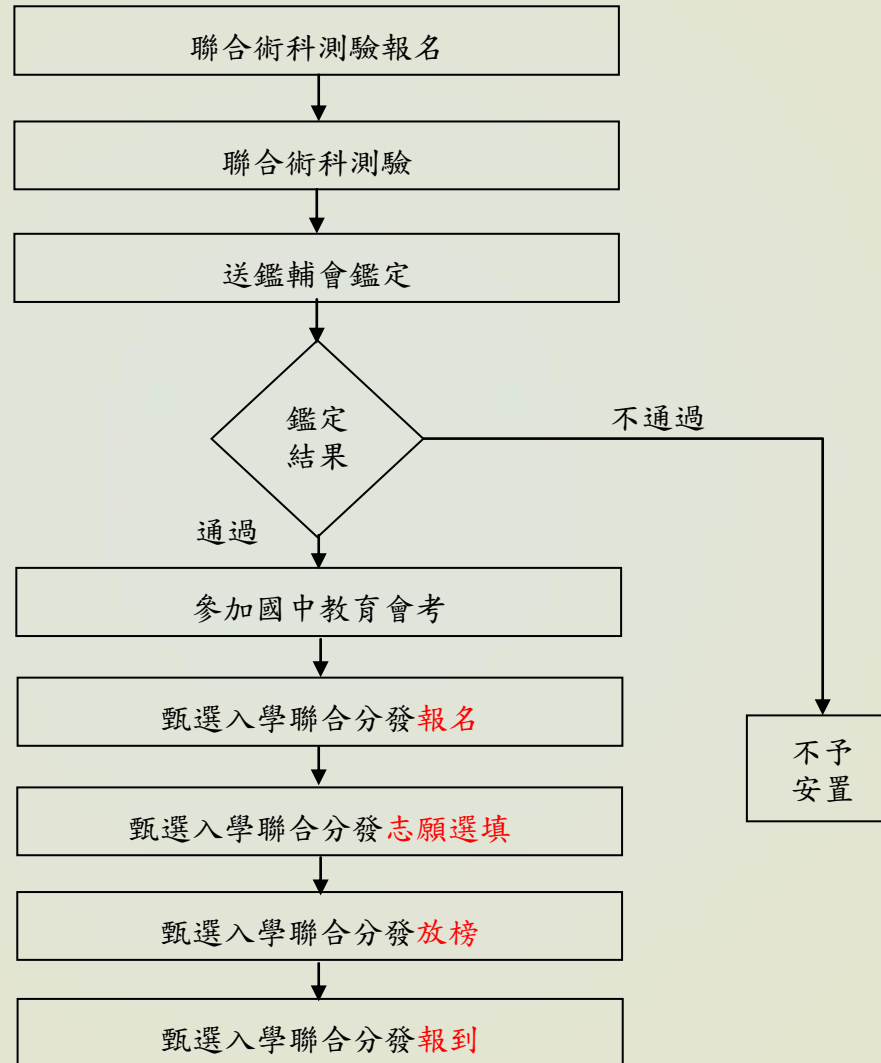 聯合術科測驗報名
聯合術科測驗
送鑑輔會鑑定
鑑定
結果
不通過
通過
參加國中教育會考
甄選入學聯合分發報名
不予
安置
甄選入學聯合分發志願選填
甄選入學聯合分發放榜
甄選入學聯合分發報到